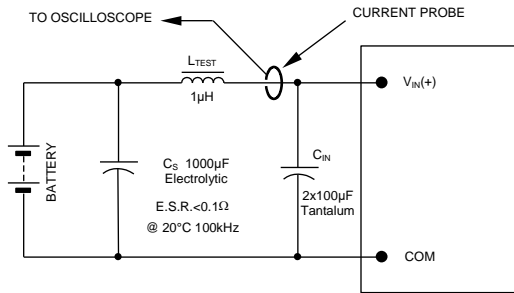 TO OSCILLOSCOPE
CURRENT PROBE
LTEST
1µH
VIN(+)
BATTERY
CS 1000µF
Electrolytic
E.S.R.<0.1Ω
@ 20°C 100kHz
CIN
2x100µF
Tantalum
COM